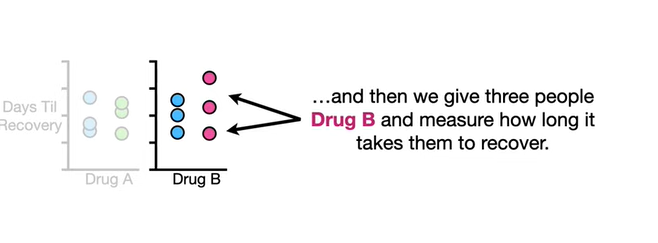 Days Til
Recovery
Drug A
Drug B
…and then we give three people
Drug B and measure how long it
takes them to recover.